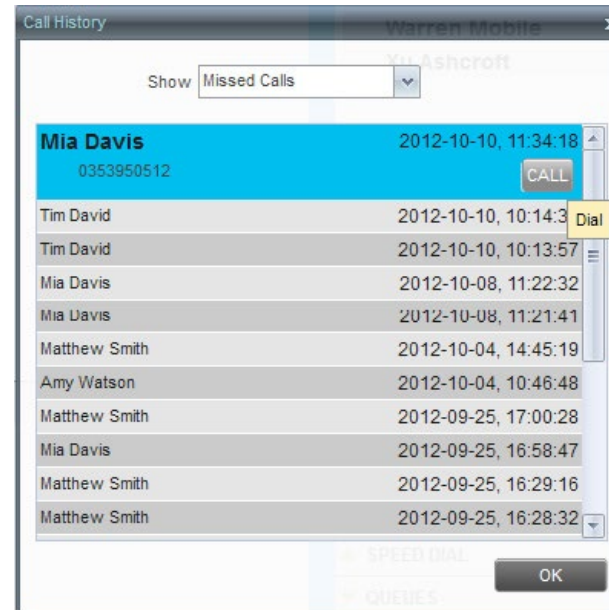 Call History
Warren Mobile
Xu Ashcroft
Show Missed Calls
Mia Davis 2012-10-10, 11:34:18
0353950512 CALL
Dial
Tim David 2012-10-10, 10:14:3
Tim David 2012-10-10, 10:13:57
Mia Davis 2012-10-08, 11:22:32
Mia Davis 2012-10-08, 11:21:41
Matthew Smith 2012-10-04, 14:45:19
Amy Watson 2012-10-04, 10:46:48
Matthew Smith 2012-09-25, 17:00:28
Mia Davis 2012-09-25, 16:58:47
Matthew Smith 2012-09-25, 16:29:16
Matthew Smith 2012-09-25, 16:28:32
SPEED DIAL
OK
QUEUES